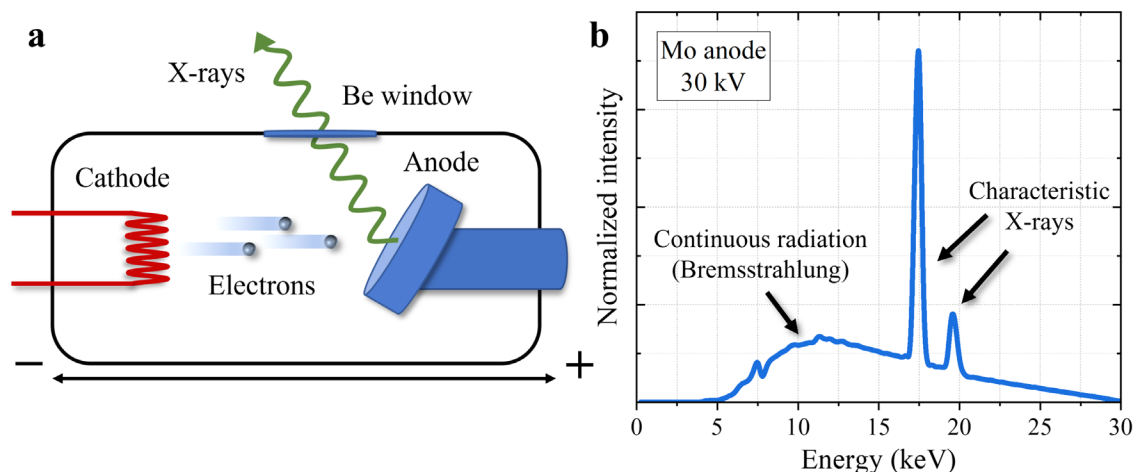 a
X-rays
Be window
Cathode
Anode
Electrons
−
+
b
Mo anode
30 kV
Normalized intensity
Continuous radiation
(Bremsstrahlung)
Characteristic
X-rays
0 5 10 15 20 25 30
Energy (keV)